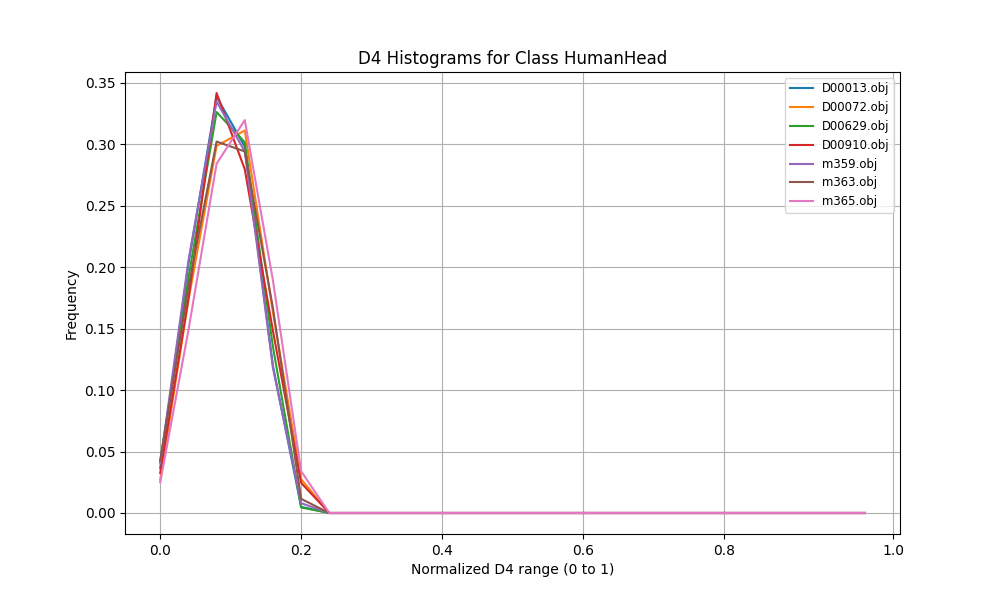 D4 Histograms for Class HumanHead
0.35
0.30
0.25
0.20
0.15
0.10
0.05
0.00
Frequency
0.0 0.2 0.4 0.6 0.8 1.0
Normalized D4 range (0 to 1)
D00013.obj
D00072.obj
D00629.obj
D00910.obj
m359.obj
m363.obj
m365.obj